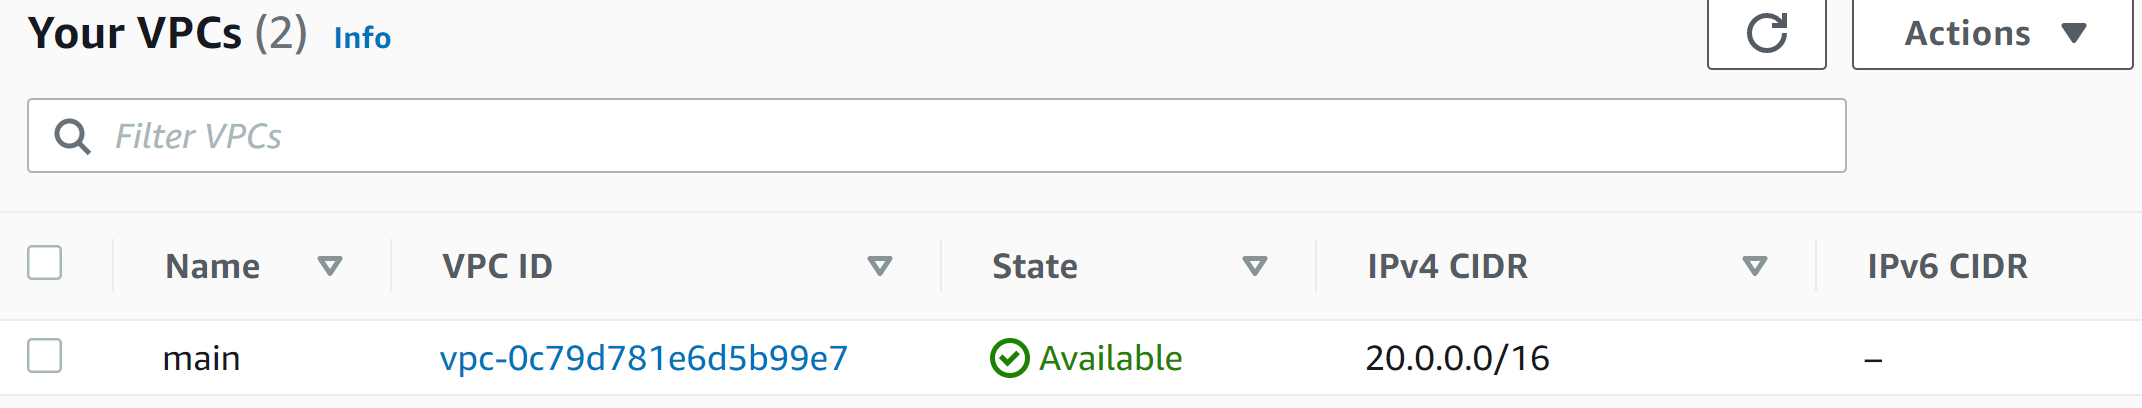 Your VPCs (2) Info Actions
Filter VPCs
Name VPC ID State IPv4 CIDR IPv6 CIDR
main vpc-0c79d781e6d5b99e7 Available 20.0.0.0/16 –